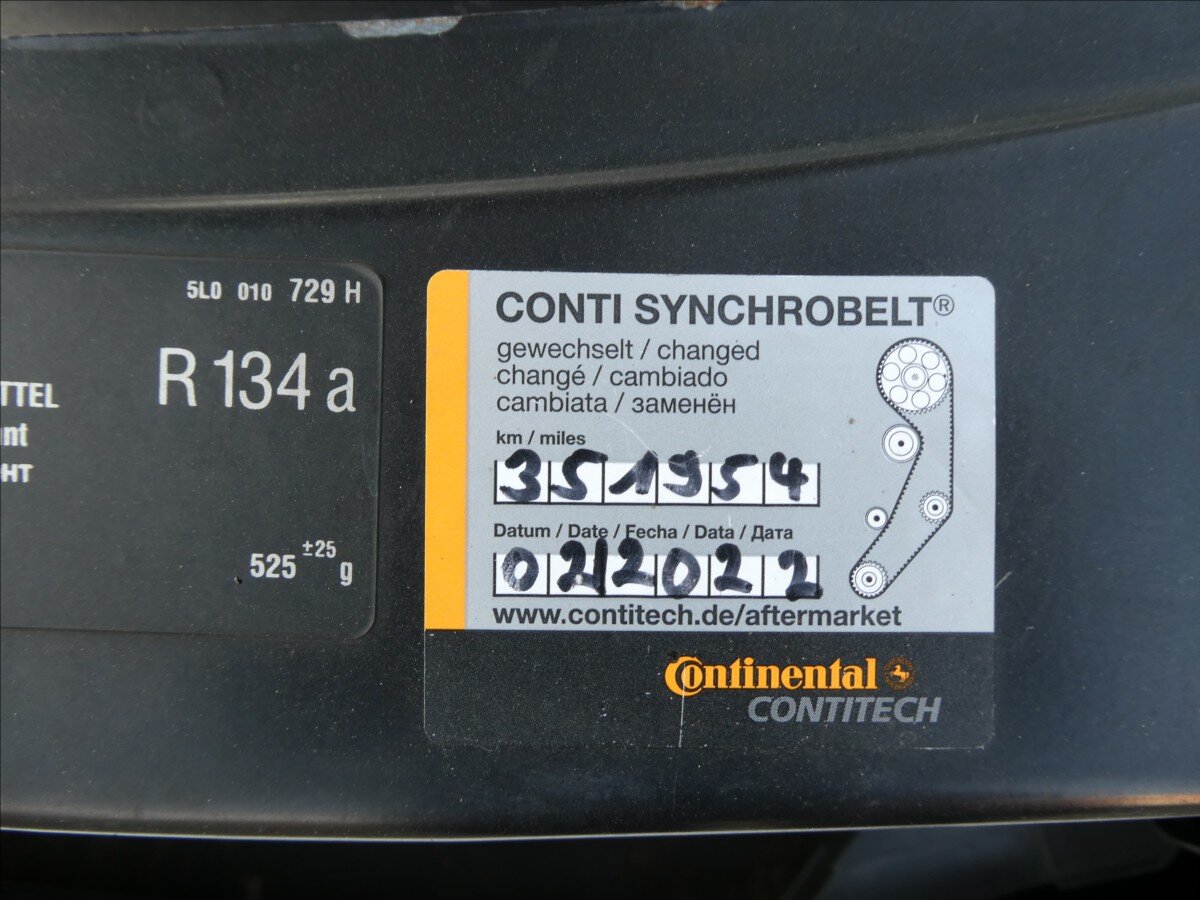 5L0 010 729 H
R 134 a
TTEL
nt
нт
525 ±25 g
CONTI SYNCHROBELT®
gewechselt / changed
changé / cambiado
cambiata / заменён
km / miles
351954
Datum / Date / Fecha / Data / Дата
02/2022
www.contitech.de/aftermarket
Continental
CONTITECH